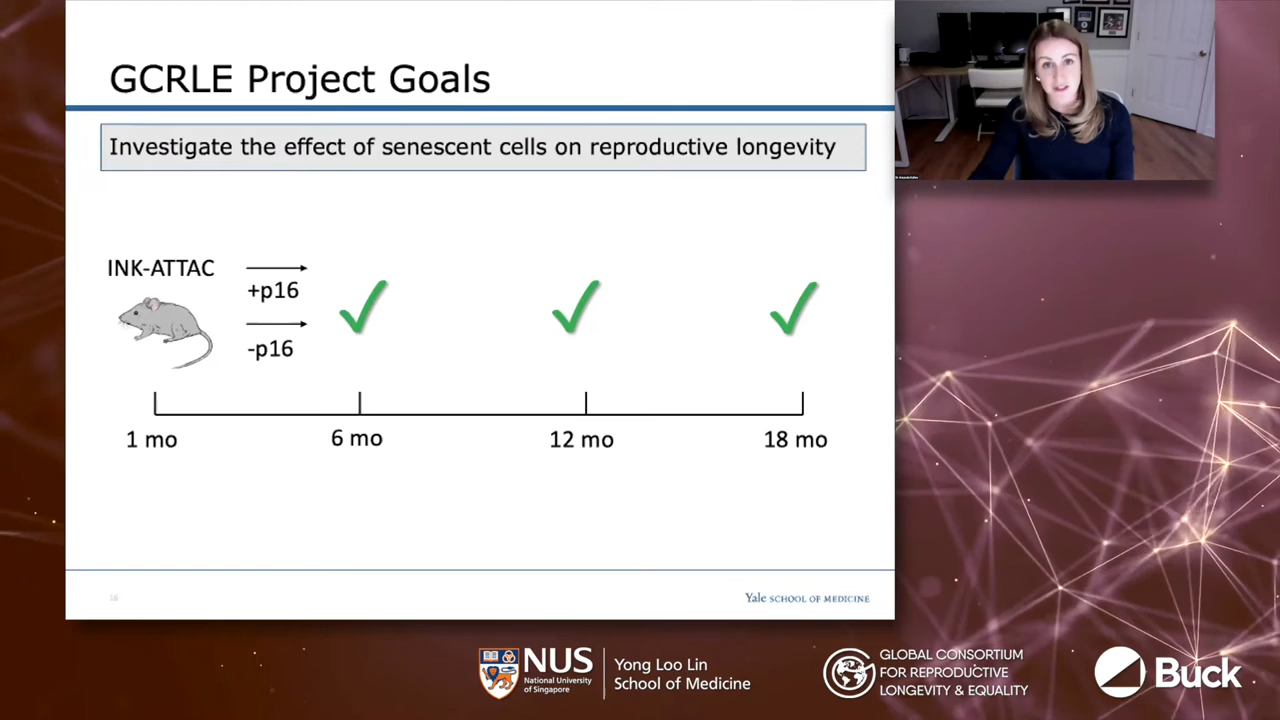 GCRLE Project Goals
Investigate the effect of senescent cells on reproductive longevity
INK-ATTAC
+p16
-p16
1 mo
6 mo
12 mo
18 mo
16
Yale SCHOOL OF MEDICINE
NUS
National University
of Singapore
Yong Loo Lin
School of Medicine
GLOBAL CONSORTIUM
FOR REPRODUCTIVE
LONGEVITY & EQUALITY
Buck